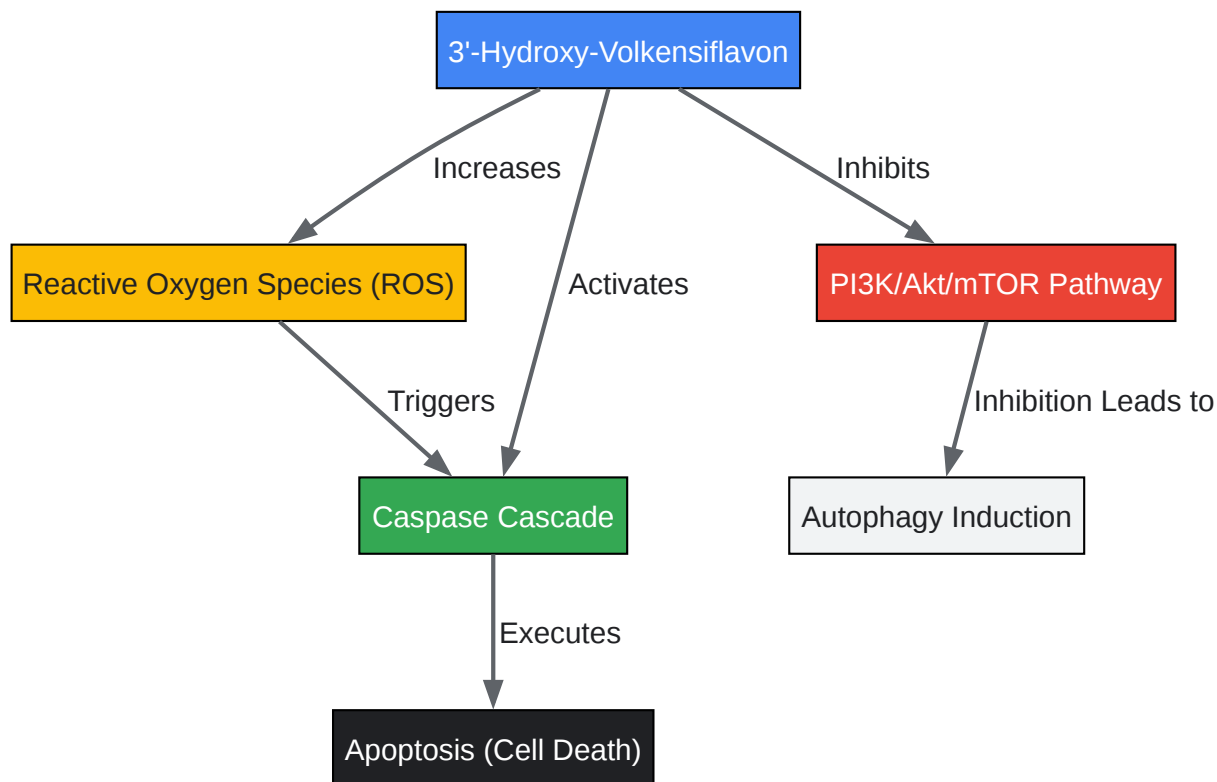 3'-Hydroxy-Volkensiflavon
Increases
Inhibits
Reactive Oxygen Species (ROS)
Activates
PI3K/Akt/mTOR Pathway
Triggers
Inhibition Leads to
Caspase Cascade
Autophagy Induction
Executes
Apoptosis (Cell Death)